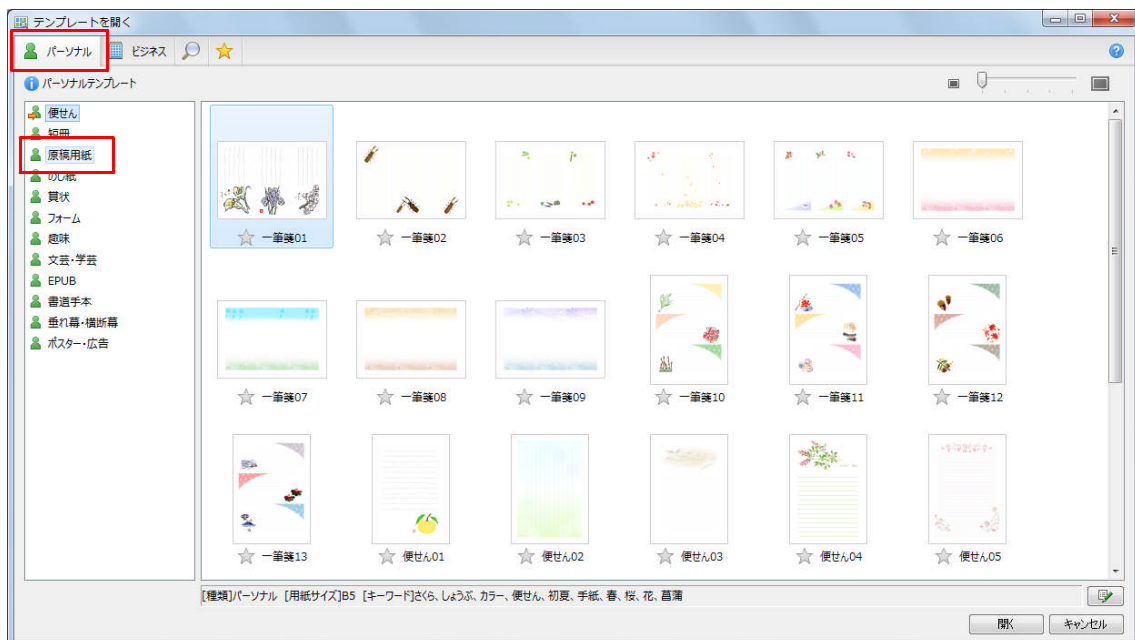 テンプレートを開く
パーソナル ビジネス
パーソナルテンプレート
便せん
短冊
原稿用紙
のし紙
賞状
フォーム
趣味
文芸・学芸
EPUB
書道手本
垂れ幕・横断幕
ポスター・広告
一筆箋01 一筆箋02 一筆箋03 一筆箋04 一筆箋05 一筆箋06
一筆箋07 一筆箋08 一筆箋09 一筆箋10 一筆箋11 一筆箋12
一筆箋13 便せん01 便せん02 便せん03 便せん04 便せん05
[種類]パーソナル [用紙サイズ]B5 [キーワード]さくら、しょうぶ、カラー、便せん、初夏、手紙、春、桜、花、菖蒲
開く キャンセル